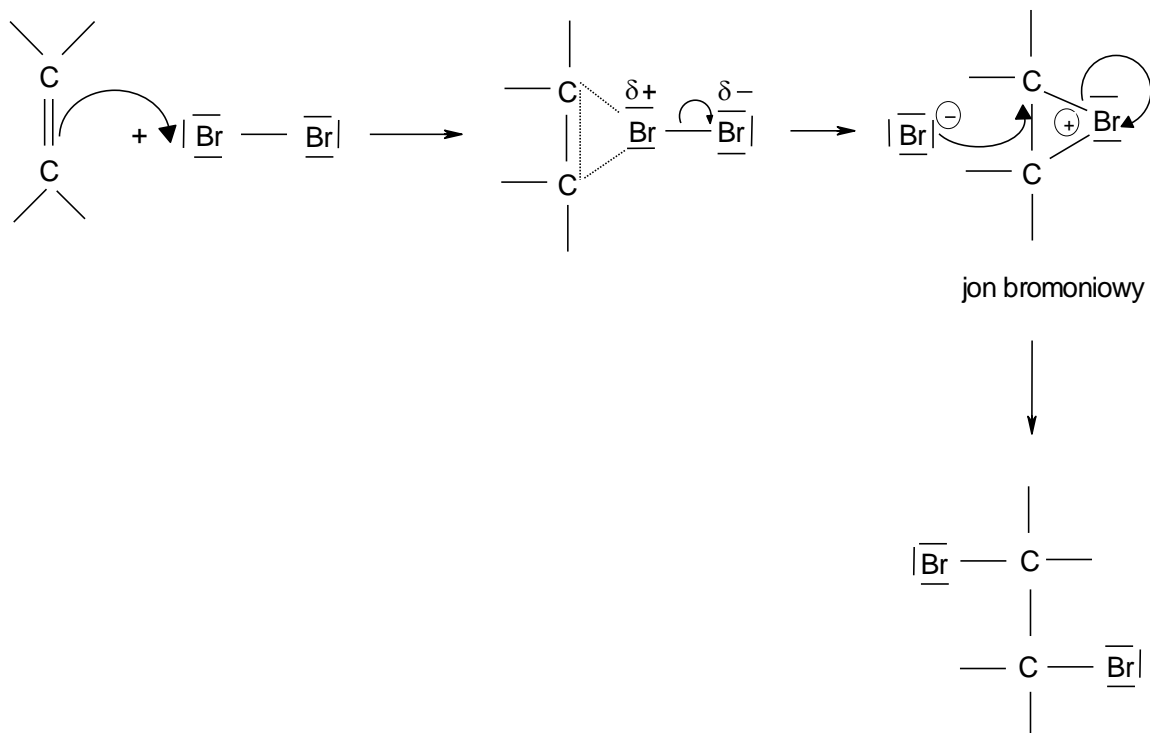 C
C
+ Br Br
δ+ δ−
C
Br Br
C
C
Br − + Br
C
jon bromoniowy
Br C
C Br